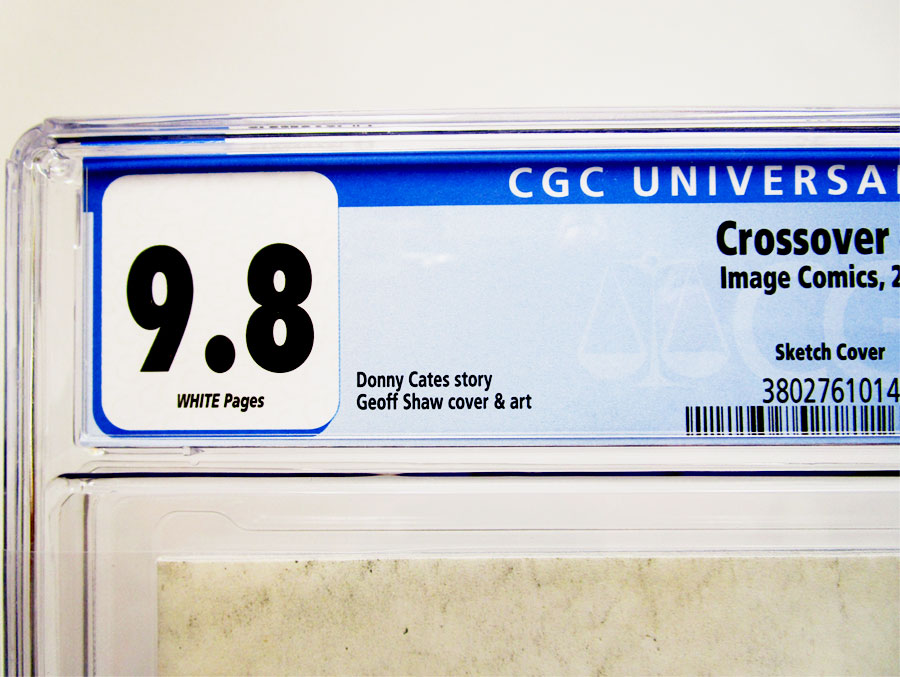 CGC UNIVERSA
9.8
WHITE Pages
Crossover
Image Comics, 2
Sketch Cover
Donny Cates story
Geoff Shaw cover & art
3802761014
CG